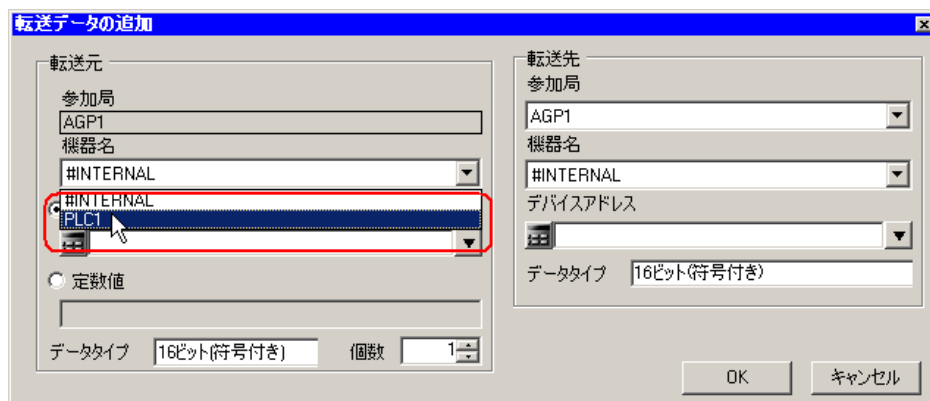 転送データの追加
転送元
参加局
AGP1
機器名
#INTERNAL
#INTERNAL
PLC1
定数値
データタイプ 16ビット(符号付き) 個数 1
転送先
参加局
AGP1
機器名
#INTERNAL
デバイスアドレス
データタイプ 16ビット(符号付き)
OK キャンセル